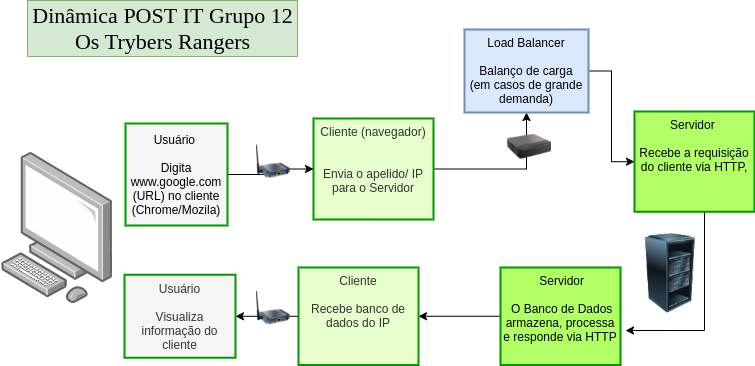 Dinâmica POST IT Grupo 12
Os Trybers Rangers
Load Balancer
Balanço de carga
(em casos de grande
demanda)
Usuário
Digita
www.google.com
(URL) no cliente
(Chrome/Mozila)
Cliente (navegador)
Envia o apelido/ IP
para o Servidor
Servidor
Recebe a requisição
do cliente via HTTP,
Usuário
Visualiza
informação do
cliente
Cliente
Recebe banco de
dados do IP
Servidor
O Banco de Dados
armazena, processa
e responde via HTTP